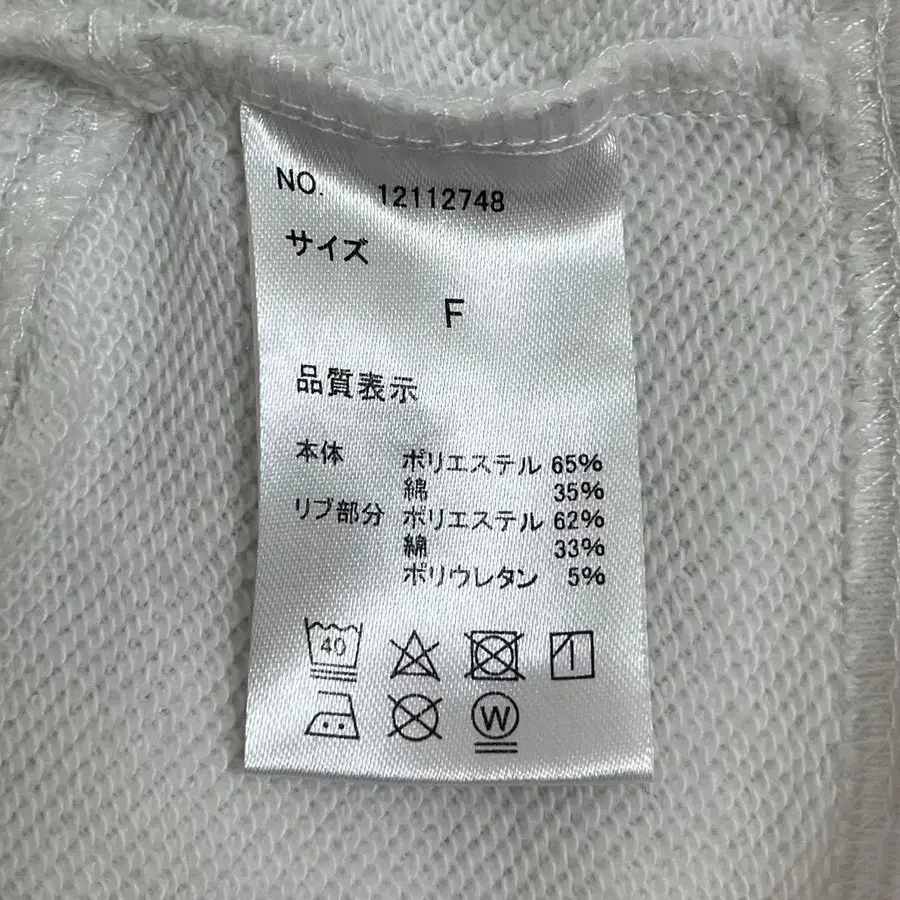 NO. 12112748
サイズ
F
品質表示
本体 ポリエステル 65%
綿 35%
リブ部分 ポリエステル 62%
綿 33%
ポリウレタン 5%
40
W